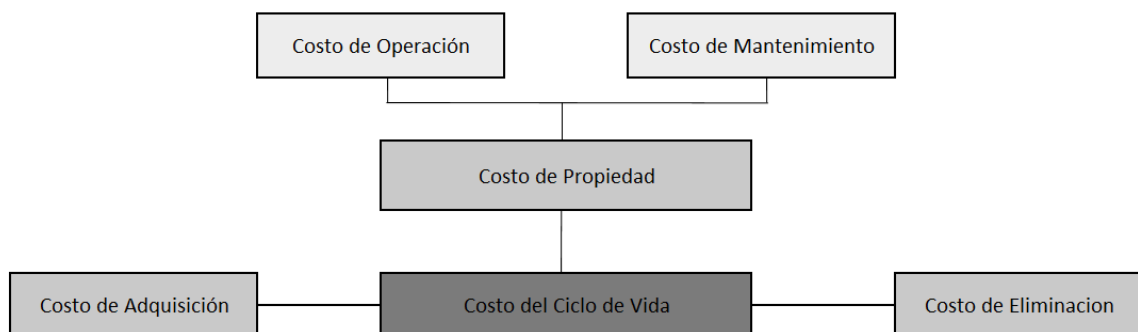 Costo de Operación
Costo de Mantenimiento
Costo de Propiedad
Costo de Adquisición
Costo del Ciclo de Vida
Costo de Eliminacion